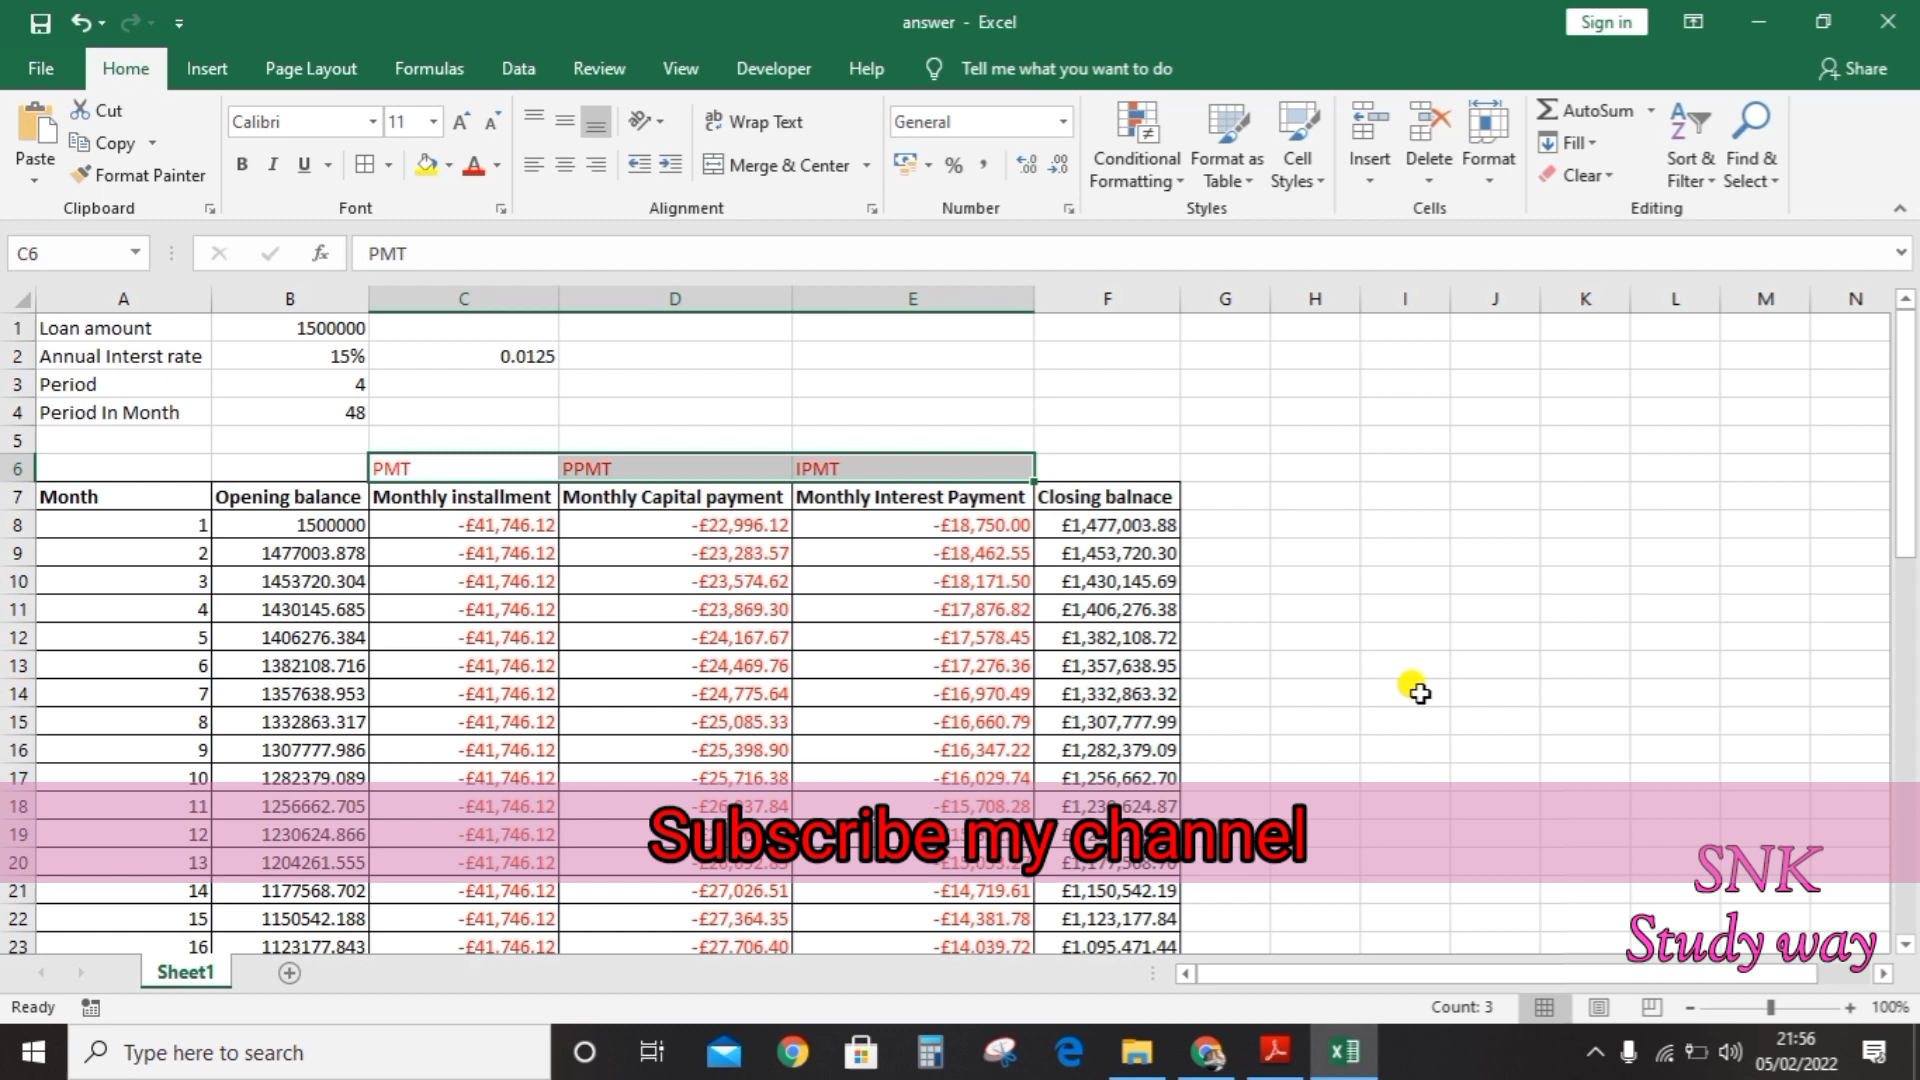 answer - Excel
Sign in
File Home Insert Page Layout Formulas Data Review View Developer Help Tell me what you want to do Share
Paste
Cut
Copy
Format Painter
Clipboard
Calibri 11
B I U
Font
Wrap Text
Merge & Center
Alignment
General
Number
Conditional Formatting
Format as Table
Cell Styles
Styles
Insert
Delete
Format
Cells
AutoSum
Fill
Clear
Sort & Filter
Find & Select
Editing
C6 fx PMT
A B C D E F G H I J K L M N
1 Loan amount 1500000
2 Annual Interst rate 15% 0.0125
3 Period 4
4 Period In Month 48
5
6 PMT PPMT IPMT
7 Month Opening balance Monthly installment Monthly Capital payment Monthly Interest Payment Closing balnace
8 1 1500000 -£41,746.12 -£22,996.12 -£18,750.00 £1,477,003.88
9 2 1477003.878 -£41,746.12 -£23,283.57 -£18,462.55 £1,453,720.30
10 3 1453720.304 -£41,746.12 -£23,574.62 -£18,171.50 £1,430,145.69
11 4 1430145.685 -£41,746.12 -£23,869.30 -£17,876.82 £1,406,276.38
12 5 1406276.384 -£41,746.12 -£24,167.67 -£17,578.45 £1,382,108.72
13 6 1382108.716 -£41,746.12 -£24,469.76 -£17,276.36 £1,357,638.95
14 7 1357638.953 -£41,746.12 -£24,775.64 -£16,970.49 £1,332,863.32
15 8 1332863.317 -£41,746.12 -£25,085.33 -£16,660.79 £1,307,777.99
16 9 1307777.986 -£41,746.12 -£25,398.90 -£16,347.22 £1,282,379.09
17 10 1282379.089 -£41,746.12 -£25,716.38 -£16,029.74 £1,256,662.70
18 11 1256662.705 -£41,746.12 -£15,708.28
19 12 1230624.866 -£41,746.12
20 13 1204261.555 -£41,746.12
Subscribe my channel
21 14 1177568.702 -£41,746.12 -£27,026.51 -£14,719.61 £1,150,542.19
22 15 1150542.188 -£41,746.12 -£27,364.35 -£14,381.78 £1,123,177.84
23 16 1123177.843 -£41,746.12 -£27,706.40 -£14,039.72 £1,095,471.44
SNK
Study way
Sheet1
Ready Count: 3 100%
Type here to search
21:56
05/02/2022